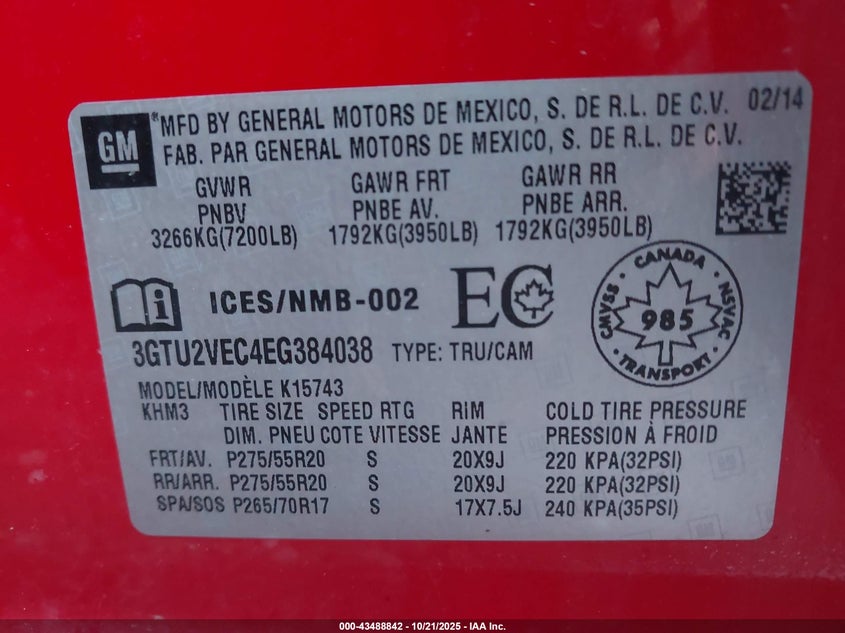 GM
*MFD BY GENERAL MOTORS DE MEXICO, S. DE R.L. DE C.V. 02/14
FAB. PAR GENERAL MOTORS DE MEXICO, S. DE R.L. DE C.V.
GVWR GAWR FRT GAWR RR
PNBV PNBE AV. PNBE ARR.
3266KG(7200LB) 1792KG(3950LB) 1792KG(3950LB)
i ICES/NMB-002 EC
CANADA
CMVSS 985 NSVAC
3GTU2VEC4EG384038 TYPE: TRU/CAM
MODEL/MODÈLE K15743
KHM3 TIRE SIZE SPEED RTG RIM COLD TIRE PRESSURE
DIM. PNEU COTE VITESSE JANTE PRESSION À FROID
FRT/AV. P275/55R20 S 20X9J 220 KPA(32PSI)
RR/ARR. P275/55R20 S 20X9J 220 KPA(32PSI)
SPA/SOS P265/70R17 S 17X7.5J 240 KPA(35PSI)
000-43488842 - 10/21/2025 - IAA Inc.